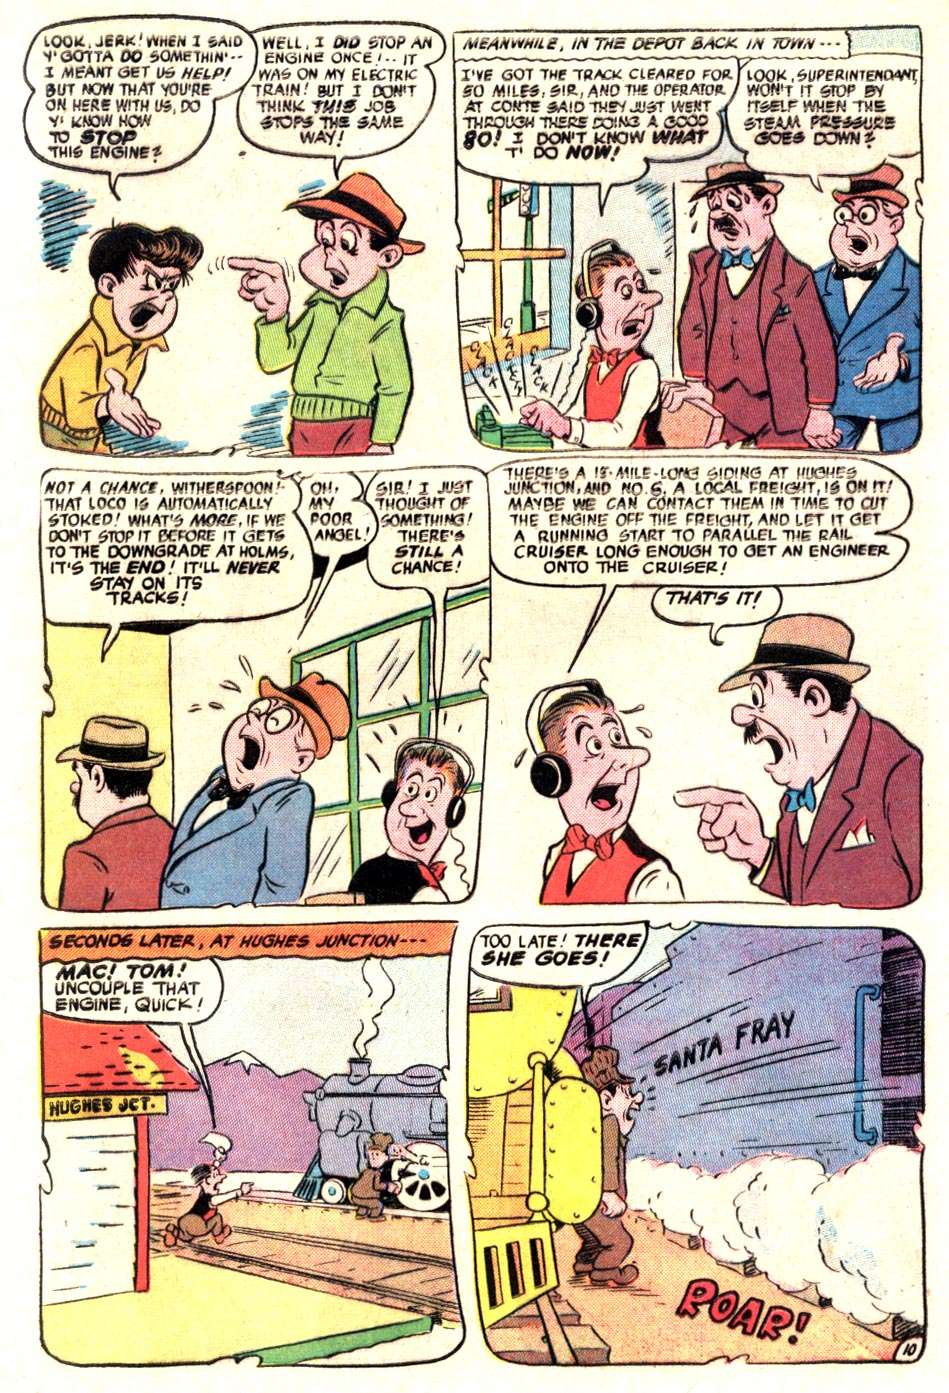 LOOK, JERK! WHEN I SAID
Y' GOTTA DO SOMETHIN'--
I MEANT GET US HELP!
BUT NOW THAT YOU'RE
ON HERE WITH US, DO
Y' KNOW HOW
TO STOP
THIS ENGINE?
WELL, I DID STOP AN
ENGINE ONCE!-- IT
WAS ON MY ELECTRIC
TRAIN! BUT I DON'T
THINK THIS JOB
STOPS THE SAME
WAY!
MEANWHILE, IN THE DEPOT BACK IN TOWN---
I'VE GOT THE TRACK CLEARED FOR
50 MILES, SIR, AND THE OPERATOR
AT CONTE SAID THEY JUST WENT
THROUGH THERE DOING A GOOD
80! I DON'T KNOW WHAT
T' DO NOW!
LOOK, SUPERINTENDANT,
WON'T IT STOP BY
ITSELF WHEN THE
STEAM PRESSURE
GOES DOWN?
CLACK
CLACKETY
CLACK
NOT A CHANCE, WITHERSPOON!
THAT LOCO IS AUTOMATICALLY
STOKED! WHAT'S MORE, IF WE
DON'T STOP IT BEFORE IT GETS
TO THE DOWNGRADE AT HOLMS,
IT'S THE END! IT'LL NEVER
STAY ON ITS
TRACKS!
OH,
MY
POOR
ANGEL!
SIR! I JUST
THOUGHT OF
SOMETHING!
THERE'S
STILL A
CHANCE!
THERE'S A 15-MILE-LONG SIDING AT HUGHES
JUNCTION, AND NO. 6, A LOCAL FREIGHT, IS ON IT!
MAYBE WE CAN CONTACT THEM IN TIME TO CUT
THE ENGINE OFF THE FREIGHT, AND LET IT GET
A RUNNING START TO PARALLEL THE RAIL
CRUISER LONG ENOUGH TO GET AN ENGINEER
ONTO THE CRUISER!
THAT'S IT!
SECONDS LATER, AT HUGHES JUNCTION---
MAC! TOM!
UNCOUPLE THAT
ENGINE, QUICK!
HUGHES JCT.
TOO LATE! THERE
SHE GOES!
SANTA FRAY
ROAR!
10